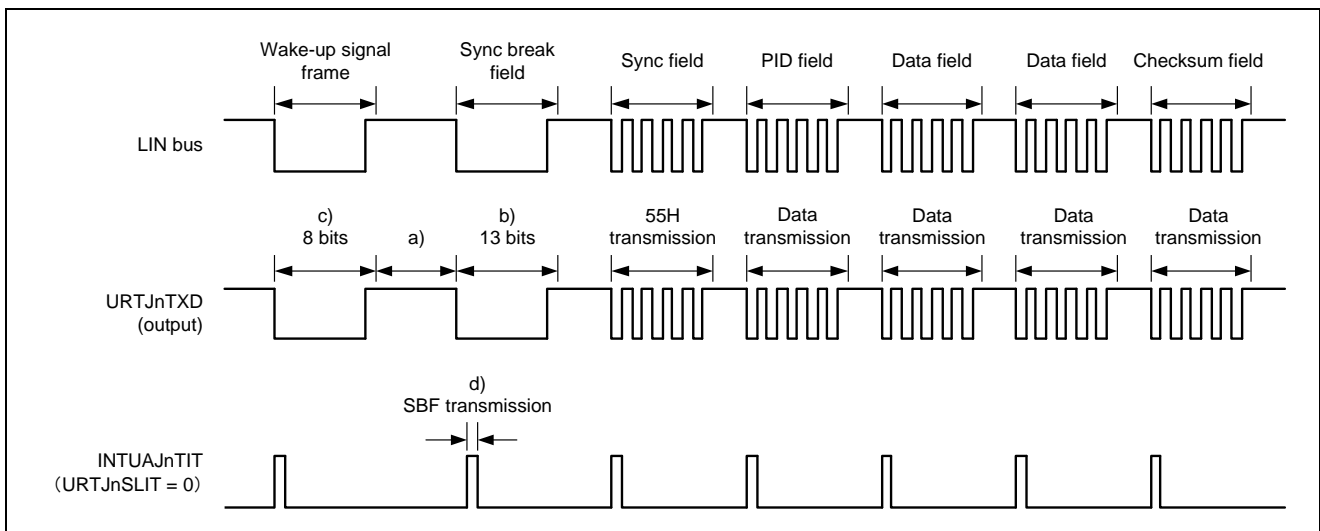 Wake-up signal
frame
Sync break
field
Sync field
PID field
Data field
Data field
Checksum field
LIN bus
c)
8 bits
a)
b)
13 bits
55H
transmission
Data
transmission
Data
transmission
Data
transmission
Data
transmission
URTJnTXD
(output)
d)
SBF transmission
INTUAJnTIT
（URTJnSLIT = 0）